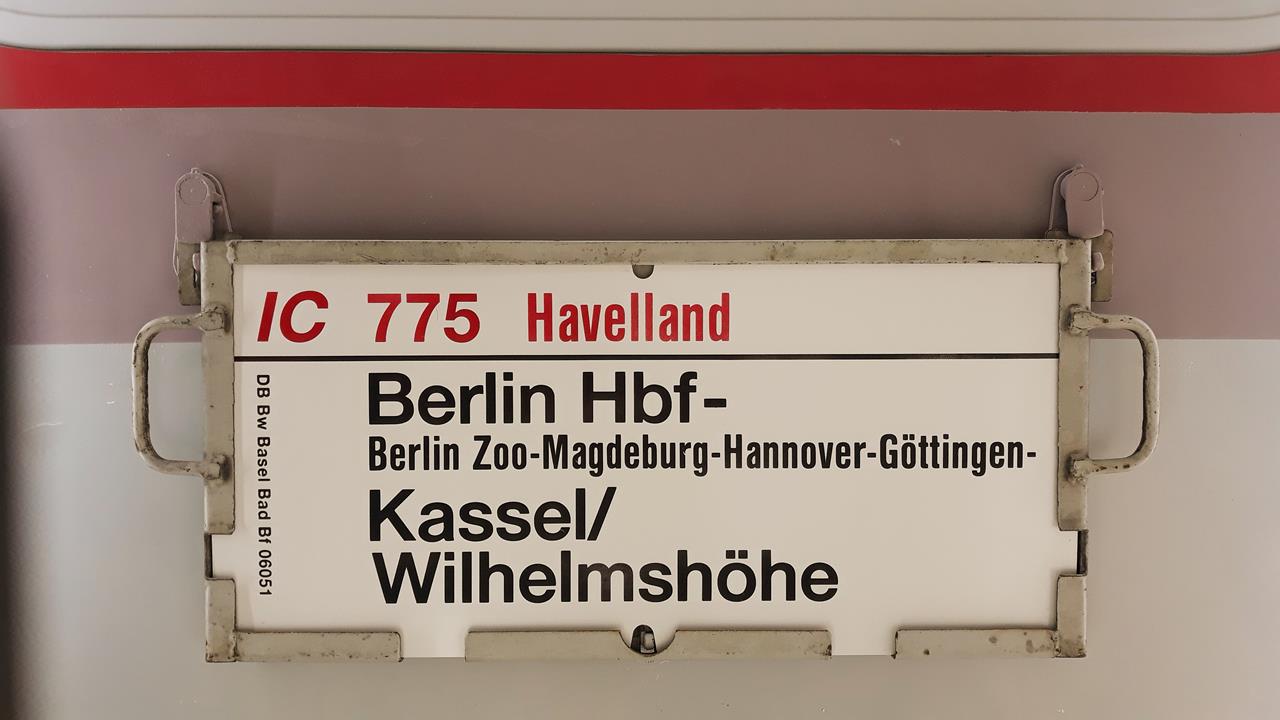 IC 775 Havelland
Berlin Hbf-
Berlin Zoo-Magdeburg-Hannover-Göttingen-
Kassel/
Wilhelmshöhe
DB Bw Basel Bad Bf 06051